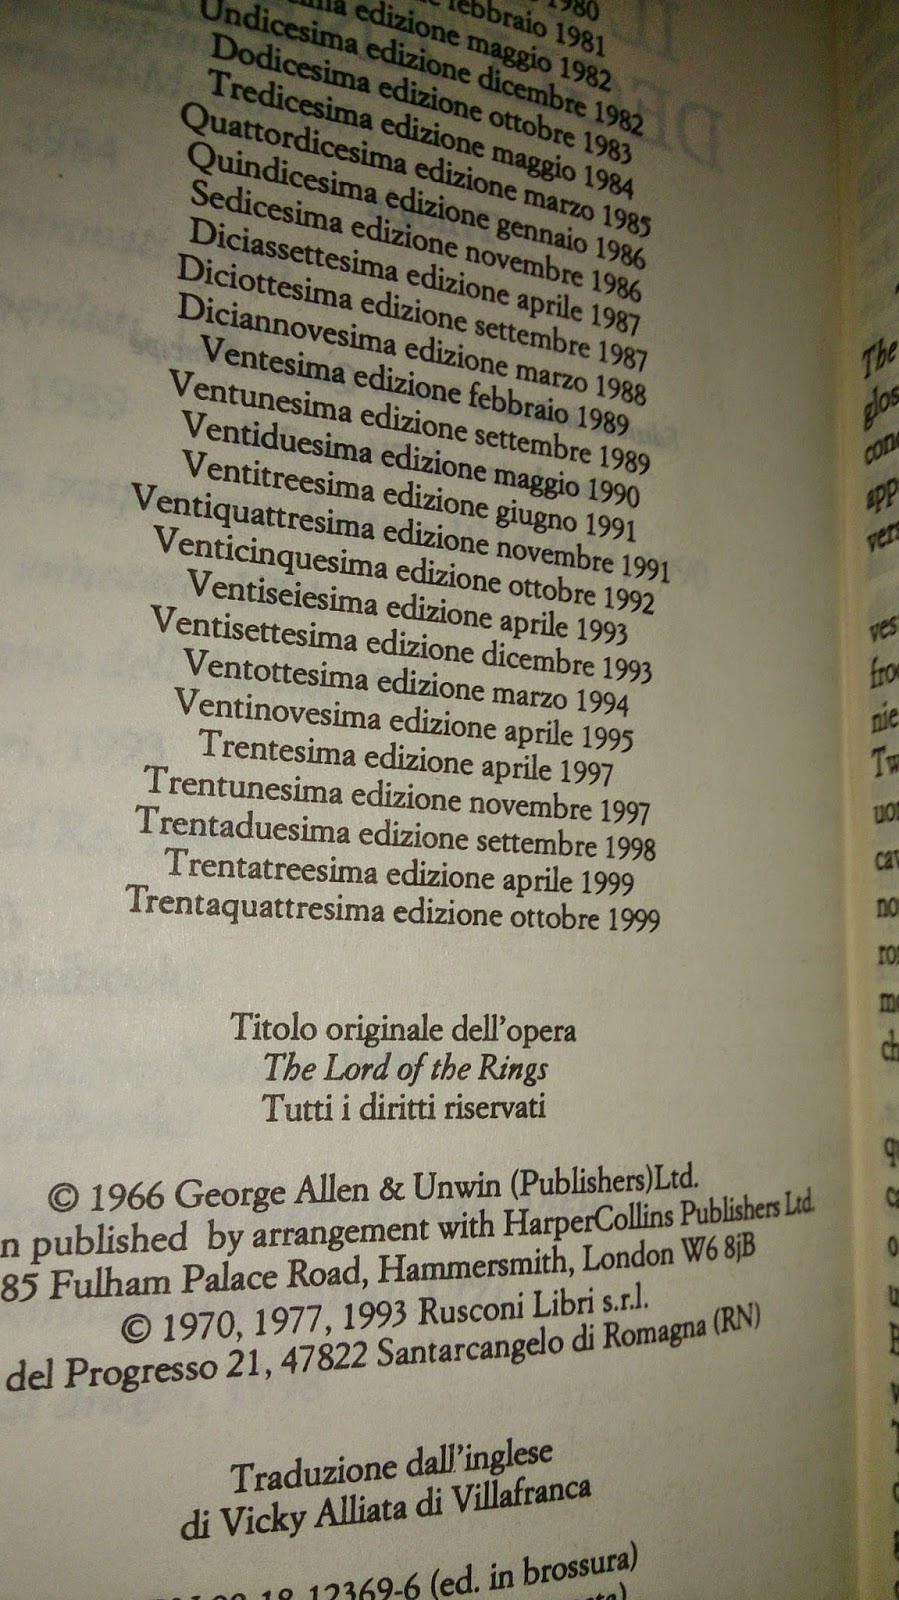 1980
febbraio 1981
edizione maggio 1982
Undicesima edizione dicembre 1982
Dodicesima edizione ottobre 1983
Tredicesima edizione maggio 1984
Quattordicesima edizione marzo 1985
Quindicesima edizione gennaio 1986
Sedicesima edizione novembre 1986
Diciassettesima edizione aprile 1987
Diciottesima edizione settembre 1987
Diciannovesima edizione marzo 1988
Ventesima edizione febbraio 1989
Ventunesima edizione settembre 1989
Ventiduesima edizione maggio 1990
Ventitreesima edizione giugno 1991
Ventiquattresima edizione novembre 1991
Venticinquesima edizione ottobre 1992
Ventiseiesima edizione aprile 1993
Ventisettesima edizione dicembre 1993
Ventottesima edizione marzo 1994
Ventinovesima edizione aprile 1995
Trentesima edizione aprile 1997
Trentunesima edizione novembre 1997
Trentaduesima edizione settembre 1998
Trentatreesima edizione aprile 1999
Trentaquattresima edizione ottobre 1999
Titolo originale dell'opera
The Lord of the Rings
Tutti i diritti riservati
© 1966 George Allen & Unwin (Publishers)Ltd.
n published by arrangement with HarperCollins Publishers Ltd.
85 Fulham Palace Road, Hammersmith, London W6 8jB
© 1970, 1977, 1993 Rusconi Libri s.r.l.
del Progresso 21, 47822 Santarcangelo di Romagna (RN)
Traduzione dall'inglese
di Vicky Alliata di Villafranca
18-12369-6 (ed. in brossura)
The